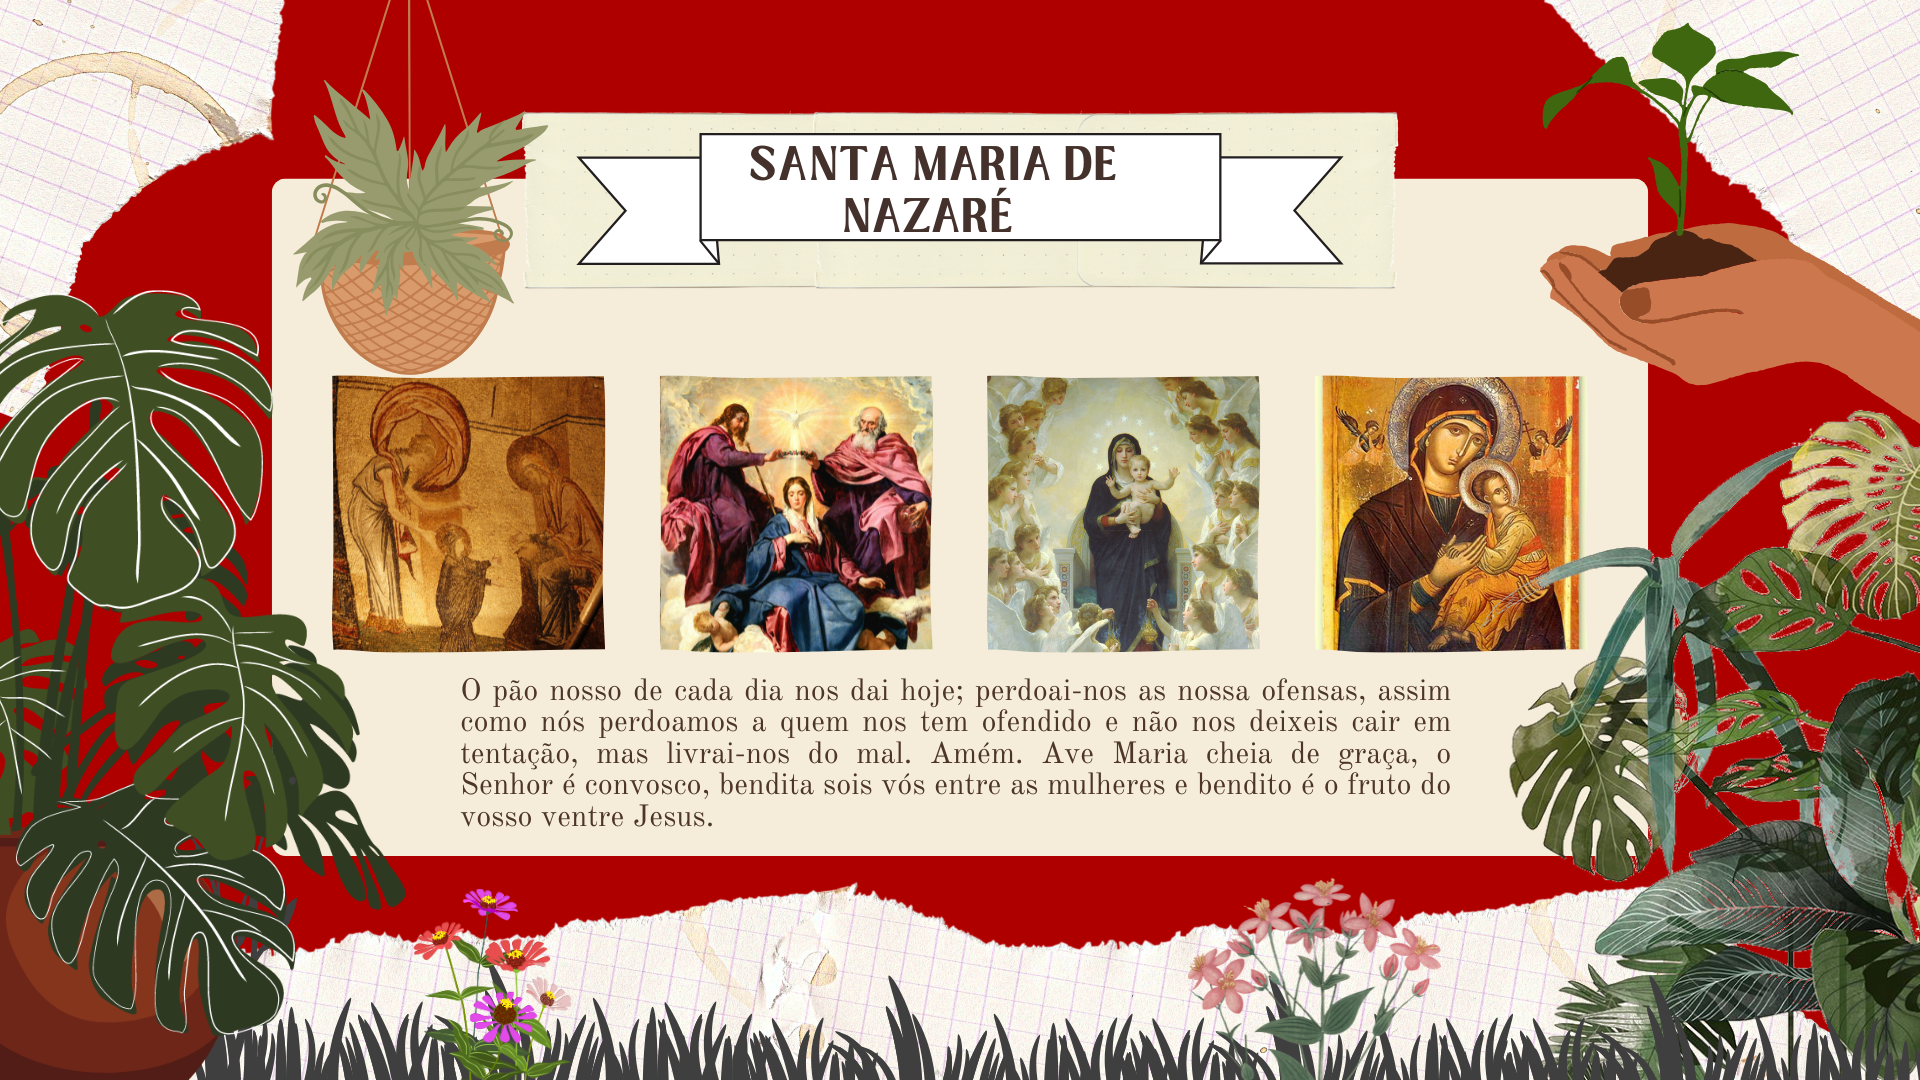 SANTA MARIA DE
NAZARÉ
O pão nosso de cada dia nos dai hoje; perdoai-nos as nossa ofensas, assim
como nós perdoamos a quem nos tem ofendido e não nos deixeis cair em
tentação, mas livrai-nos do mal. Amém. Ave Maria cheia de graça, o
Senhor é convosco, bendita sois vós entre as mulheres e bendito é o fruto do
vosso ventre Jesus.